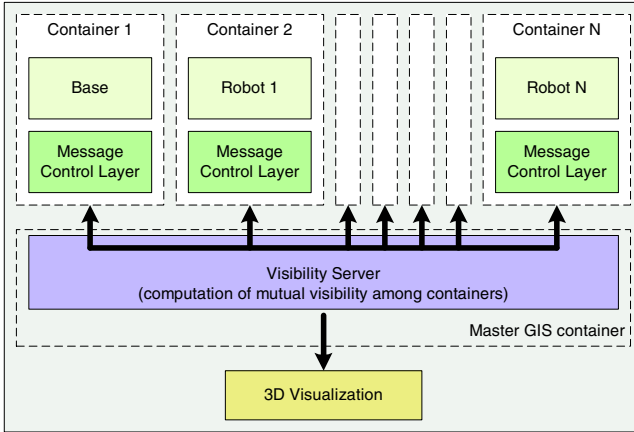 Container 1
Container 2
Container N
Base
Robot 1
Robot N
Message
Control Layer
Message
Control Layer
Message
Control Layer
Visibility Server
(computation of mutual visibility among containers)
Master GIS container
3D Visualization